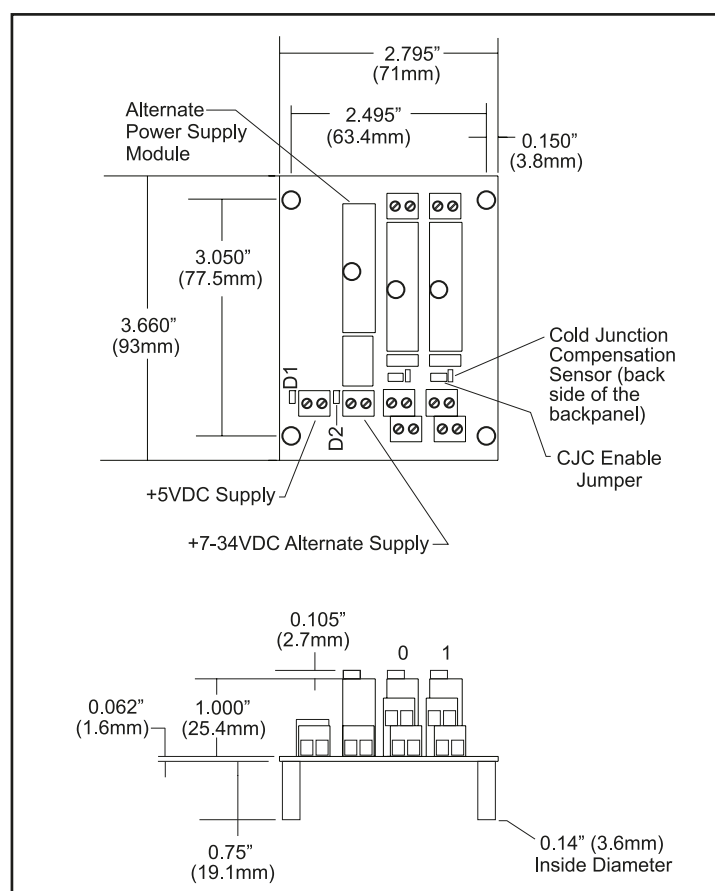 2.795”
(71mm)
Alternate
Power Supply
Module
2.495”
(63.4mm)
0.150”
(3.8mm)
3.050”
(77.5mm)
3.660”
(93mm)
Cold Junction
Compensation
Sensor (back
side of the
backpanel)
D1
D2
CJC Enable
Jumper
+5VDC Supply
+7-34VDC Alternate Supply
0.105”
(2.7mm)
0 1
0.062”
(1.6mm)
1.000”
(25.4mm)
0.75”
(19.1mm)
0.14” (3.6mm)
Inside Diameter